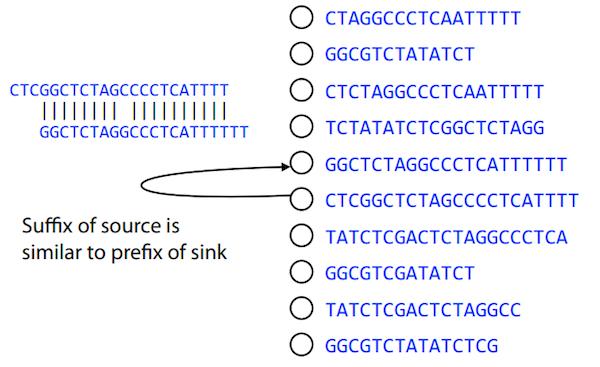 CTCGGCTCTAGCCCCTCATTTT
|||||||| ||||||||||
GGCTCTAGGCCCTCATTTTTT
Suffix of source is
similar to prefix of sink
CTAGGCCCTCAATTTTT
GGCGTCTATATCT
CTCTAGGCCCTCAATTTTT
TCTATATCTCGGCTCTAGG
GGCTCTAGGCCCTCATTTTTT
CTCGGCTCTAGCCCCTCATTTT
TATCTCGACTCTAGGCCCTCA
GGCGTCGATATCT
TATCTCGACTCTAGGCC
GGCGTCTATATCTCG